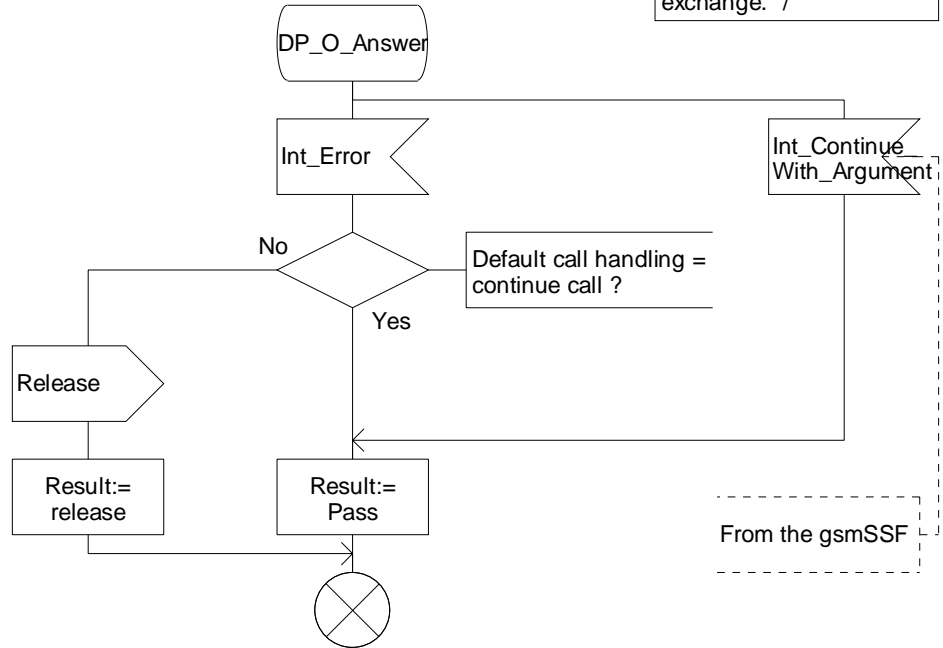 exchange. */
DP_O_Answer
Int_Error
Int_Continue_
With_Argument
No
Default call handling =
continue call ?
Yes
Release
Result:=
release
Result:=
Pass
From the gsmSSF